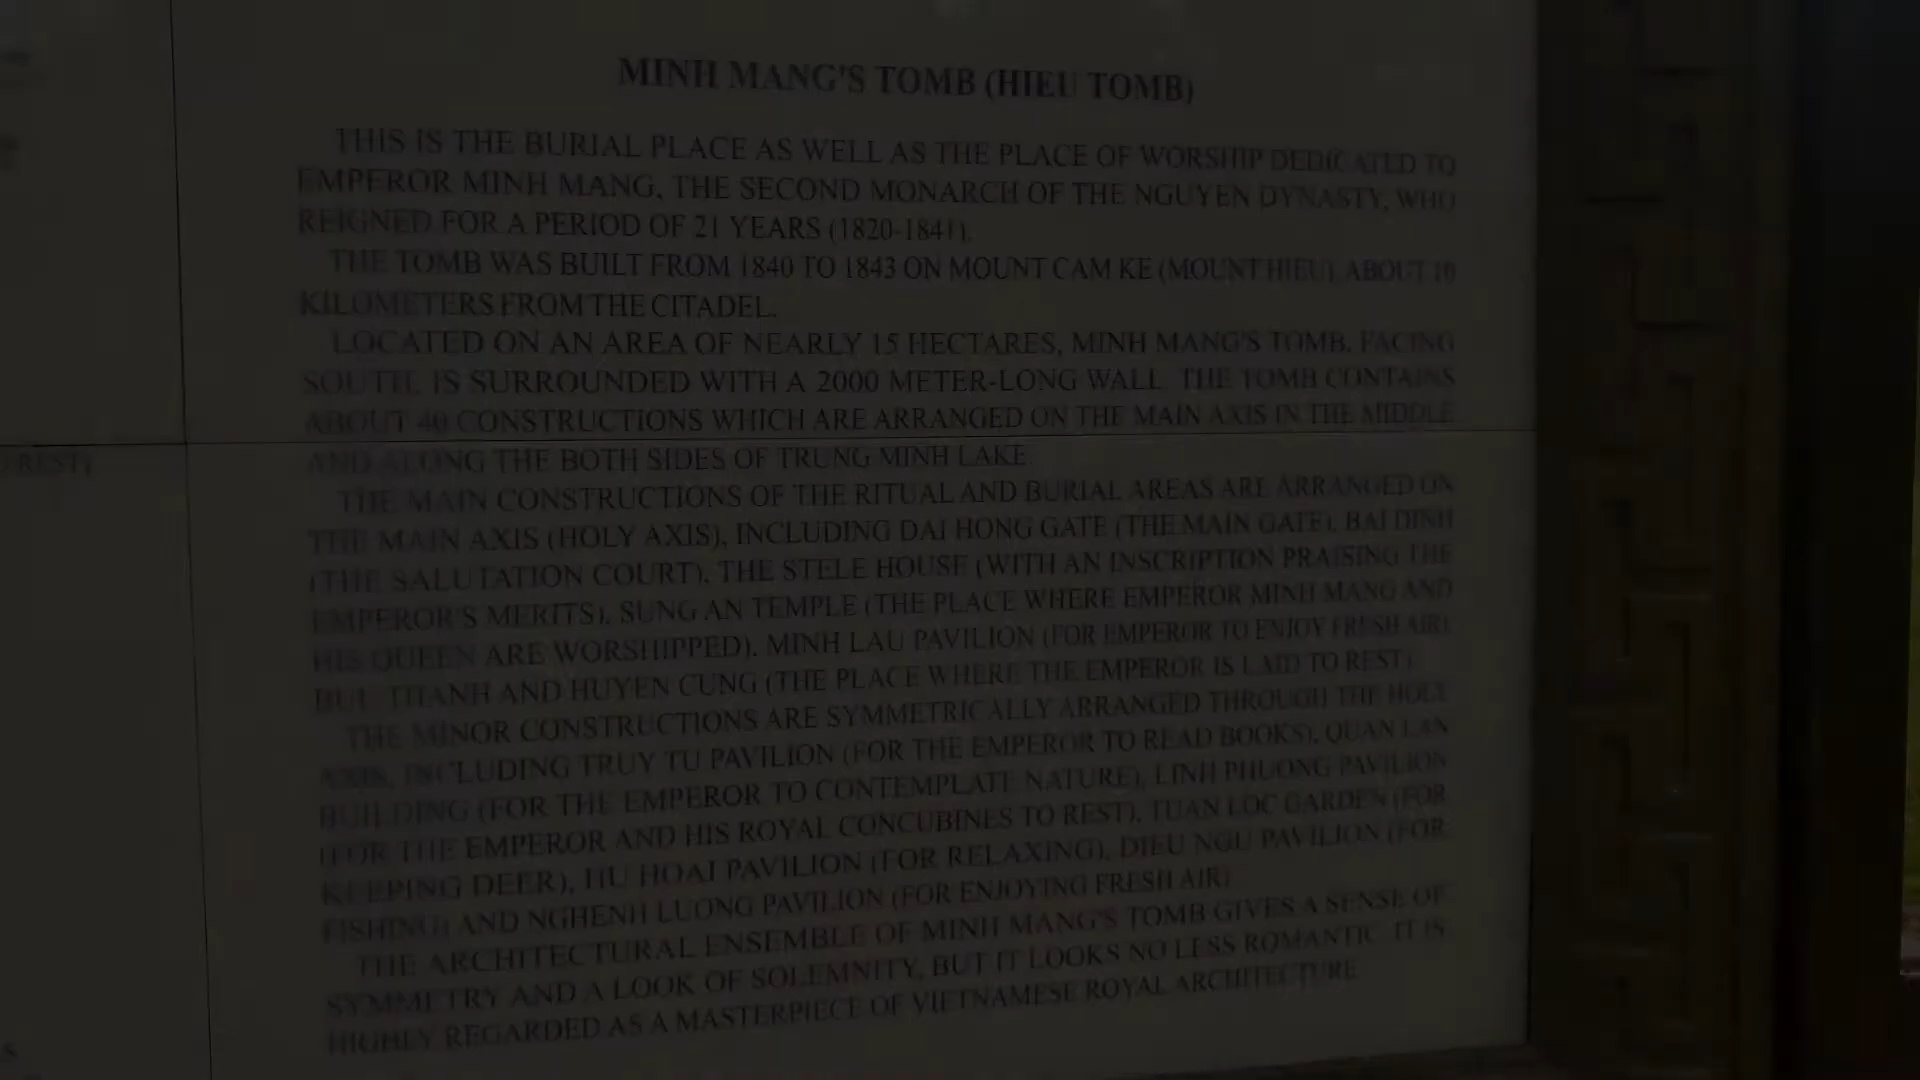 MINH MANG'S TOMB (HIEU TOMB)
THIS IS THE BURIAL PLACE AS WELL AS THE PLACE OF WORSHIP DEDICATED TO
EMPEROR MINH MANG, THE SECOND MONARCH OF THE NGUYEN DYNASTY, WHO
REIGNED FOR A PERIOD OF 21 YEARS (1820-1841).
THE TOMB WAS BUILT FROM 1840 TO 1843 ON MOUNT CAM KE (MOUNT HIEU), ABOUT 10
KILOMETERS FROM THE CITADEL.
LOCATED ON AN AREA OF NEARLY 15 HECTARES, MINH MANG'S TOMB, FACING
SOUTH, IS SURROUNDED WITH A 2000 METER-LONG WALL. THE TOMB CONTAINS
ABOUT 40 CONSTRUCTIONS WHICH ARE ARRANGED ON THE MAIN AXIS IN THE MIDDLE
AND ALONG THE BOTH SIDES OF TRUNG MINH LAKE.
THE MAIN CONSTRUCTIONS OF THE RITUAL AND BURIAL AREAS ARE ARRANGED ON
THE MAIN AXIS (HOLY AXIS), INCLUDING DAI HONG GATE (THE MAIN GATE), BAI DINH
(THE SALUTATION COURT), THE STELE HOUSE (WITH AN INSCRIPTION PRAISING THE
EMPEROR'S MERITS), SUNG AN TEMPLE (THE PLACE WHERE EMPEROR MINH MANG AND
HIS QUEEN ARE WORSHIPPED), MINH LAU PAVILION (FOR EMPEROR TO ENJOY FRESH AIR)
BUU THANH AND HUYEN CUNG (THE PLACE WHERE THE EMPEROR IS LAID TO REST)
THE MINOR CONSTRUCTIONS ARE SYMMETRICALLY ARRANGED THROUGH THE HOLY
AXIS, INCLUDING TRUY TU PAVILION (FOR THE EMPEROR TO READ BOOKS), QUAN LAN
BUILDING (FOR THE EMPEROR TO CONTEMPLATE NATURE), LINH PHUONG PAVILION
(FOR THE EMPEROR AND HIS ROYAL CONCUBINES TO REST), TUAN LOC GARDEN (FOR
KEEPING DEER), HU HOAI PAVILION (FOR RELAXING), DIEU NGU PAVILION (FOR
FISHING) AND NGHENH LUONG PAVILION (FOR ENJOYING FRESH AIR)
THE ARCHITECTURAL ENSEMBLE OF MINH MANG'S TOMB GIVES A SENSE OF
SYMMETRY AND A LOOK OF SOLEMNITY, BUT IT LOOKS NO LESS ROMANTIC. IT IS
HIGHLY REGARDED AS A MASTERPIECE OF VIETNAMESE ROYAL ARCHITECTURE
REST)